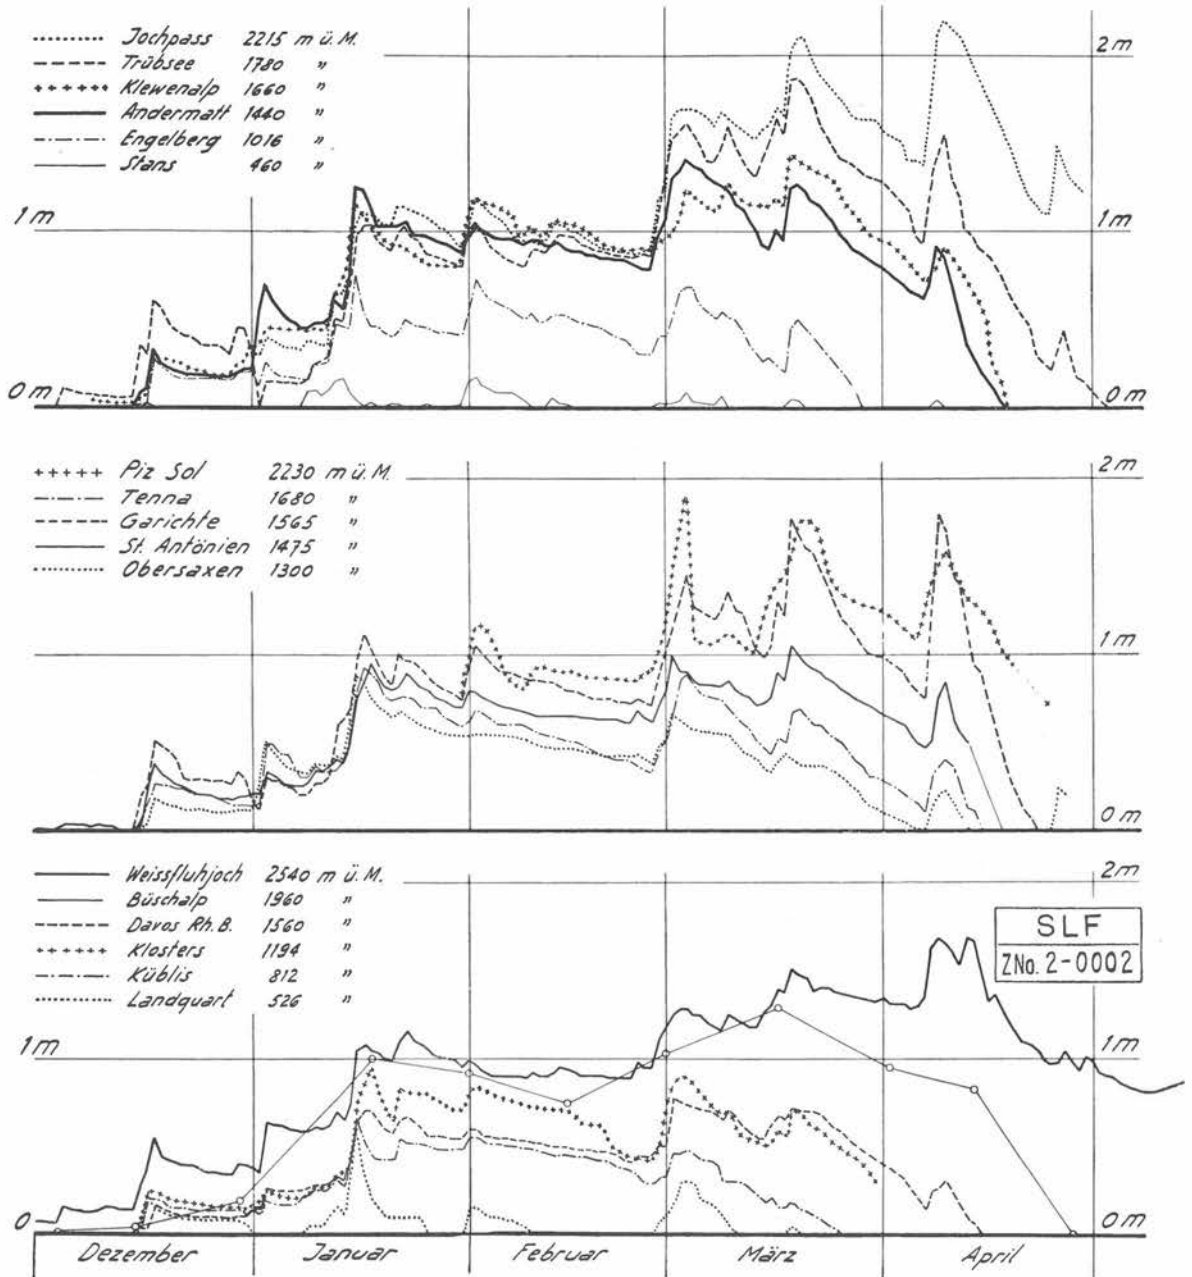 Jochpass 2215 m ü. M.
Trübsee 1780 "
Klewenalp 1660 "
Andermatt 1440 "
Engelberg 1016 "
Stans 460 "
2 m
1 m
1 m
0 m
0 m
Piz Sol 2230 m ü. M.
Tenna 1680 "
Garichte 1565 "
St. Antönien 1475 "
Obersaxen 1300 "
2 m
1 m
0 m
Weissfluhjoch 2540 m ü. M.
Büschalp 1960 "
Davos Rh. B. 1560 "
Klosters 1194 "
Küblis 812 "
Landquart 526 "
2 m
SLF
ZNo. 2-0002
1 m
1 m
0
0 m
Dezember Januar Februar März April